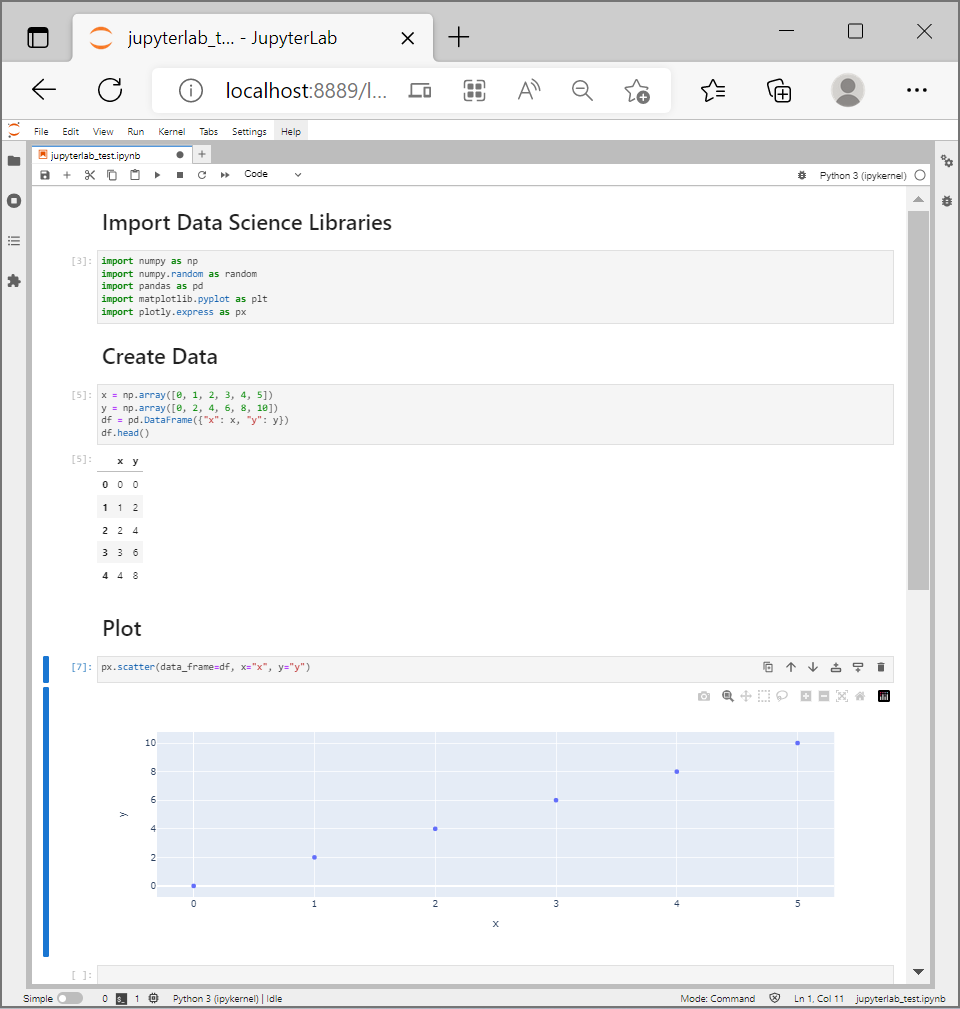 jupyterlab_t... - JupyterLab
localhost:8889/l...
File Edit View Run Kernel Tabs Settings Help
jupyterlab_test.ipynb
Code
Python 3 (ipykernel)
Import Data Science Libraries
[3]:
import numpy as np
import numpy.random as random
import pandas as pd
import matplotlib.pyplot as plt
import plotly.express as px
Create Data
[5]:
x = np.array([0, 1, 2, 3, 4, 5])
y = np.array([0, 2, 4, 6, 8, 10])
df = pd.DataFrame({"x": x, "y": y})
df.head()
[5]:
x y
0 0 0
1 1 2
2 2 4
3 3 6
4 4 8
Plot
[7]:
px.scatter(data_frame=df, x="x", y="y")
10
8
6
4
2
0
y
0 1 2 3 4 5
x
[ ]:
Simple 0 1 Python 3 (ipykernel) | Idle Mode: Command Ln 1, Col 11 jupyterlab_test.ipynb